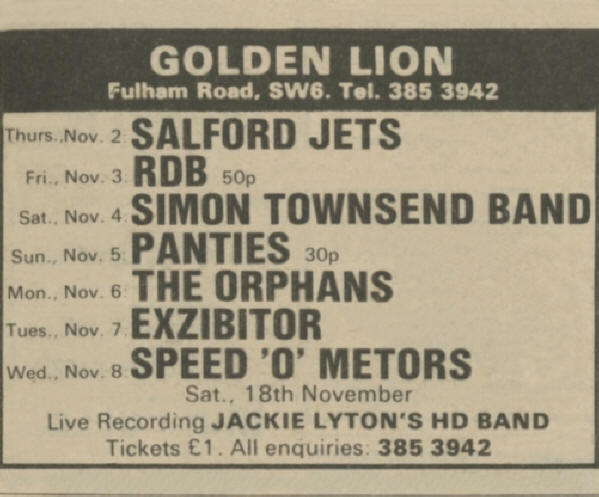 GOLDEN LION
Fulham Road, SW6. Tel. 385 3942
Thurs., Nov. 2: SALFORD JETS
Fri., Nov. 3: RDB 50p
Sat., Nov. 4: SIMON TOWNSEND BAND
Sun., Nov. 5: PANTIES 30p
Mon., Nov. 6: THE ORPHANS
Tues., Nov. 7: EXZIBITOR
Wed., Nov. 8: SPEED 'O' METORS
Sat., 18th November
Live Recording JACKIE LYTON'S HD BAND
Tickets £1. All enquiries: 385 3942